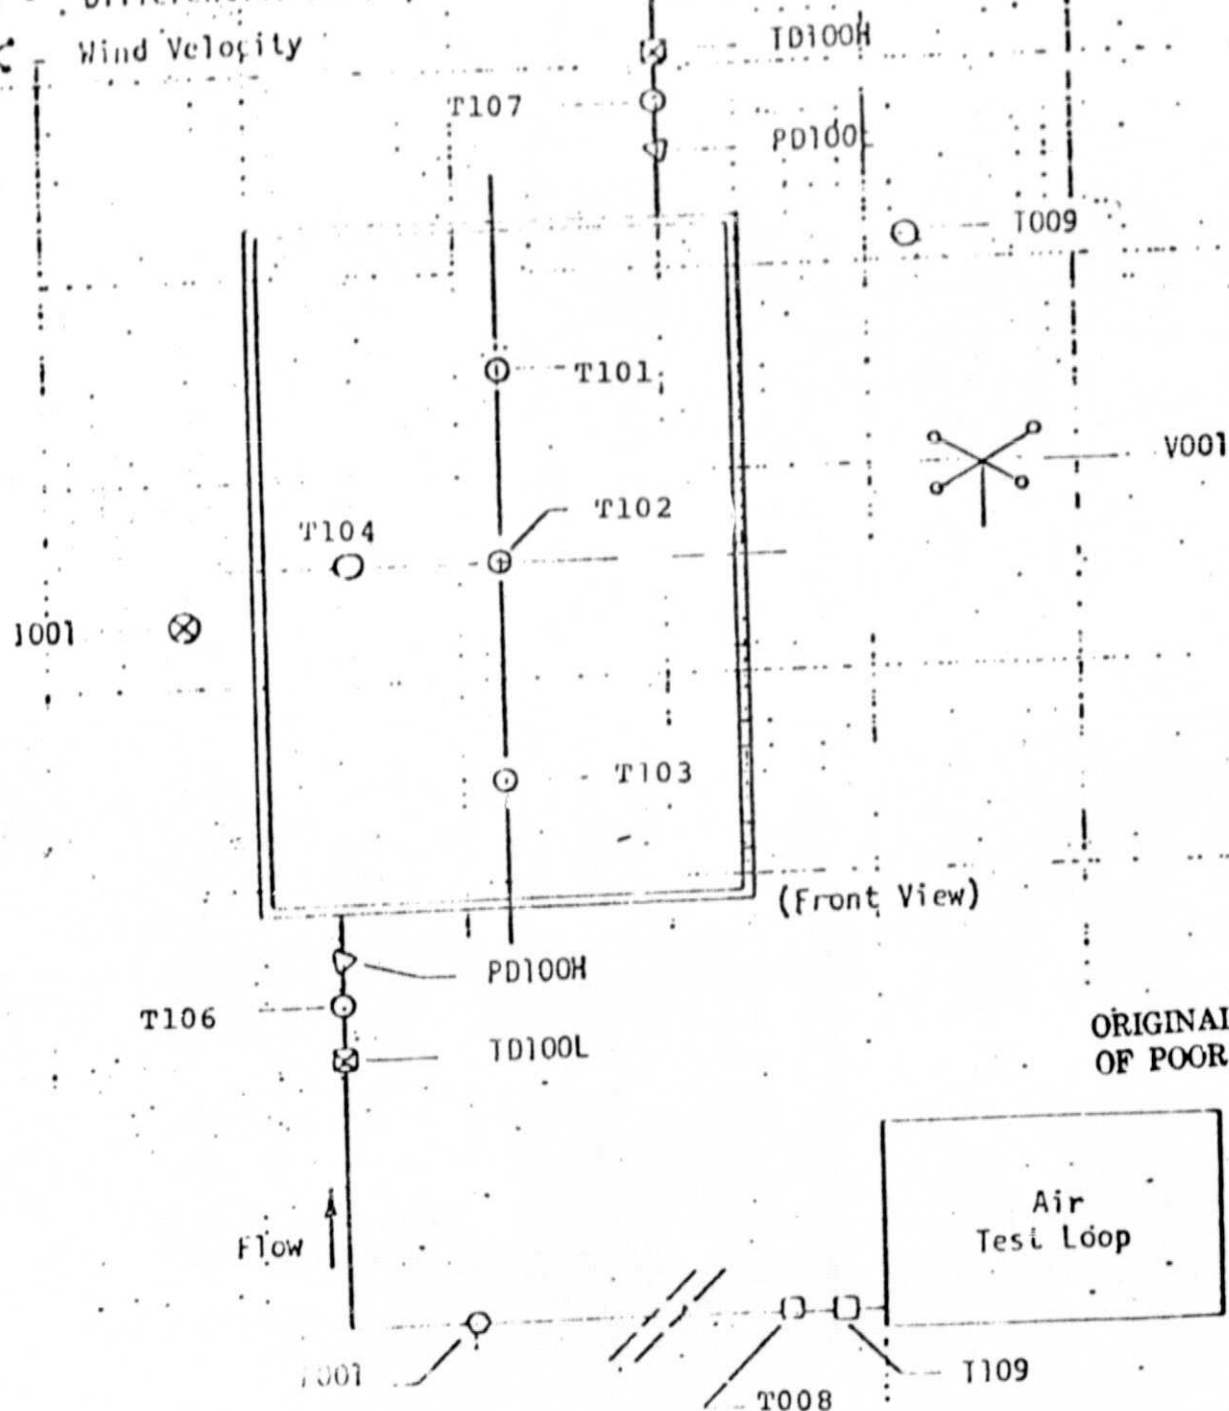 Wind Velocity
TD100H
T107
PD100L
T009
T101
V001
T102
T104
T103
(Front View)
PD100H
T106
TD100L
ORIGINAL
OF POOR
Air
Test Loop
Flow
T109
T008